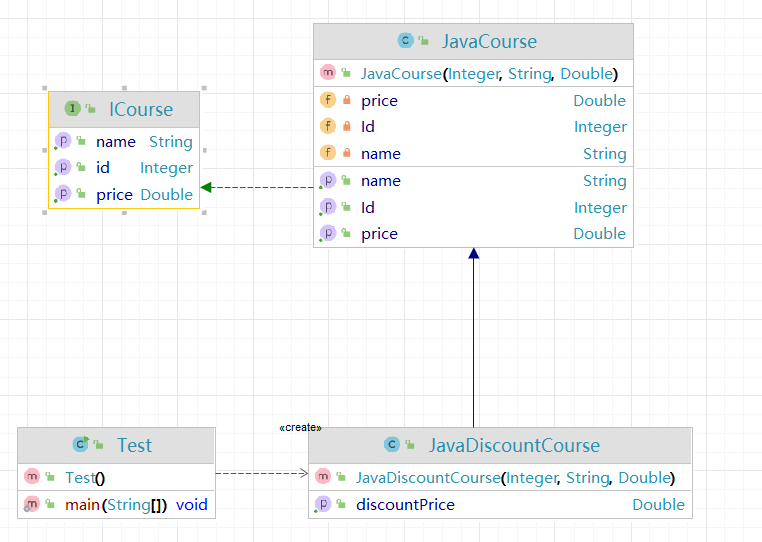 JavaCourse
JavaCourse(Integer, String, Double)
price Double
Id Integer
name String
name String
Id Integer
price Double
ICourse
name String
id Integer
price Double
«create»
Test
Test()
main(String[]) void
JavaDiscountCourse
JavaDiscountCourse(Integer, String, Double)
discountPrice Double